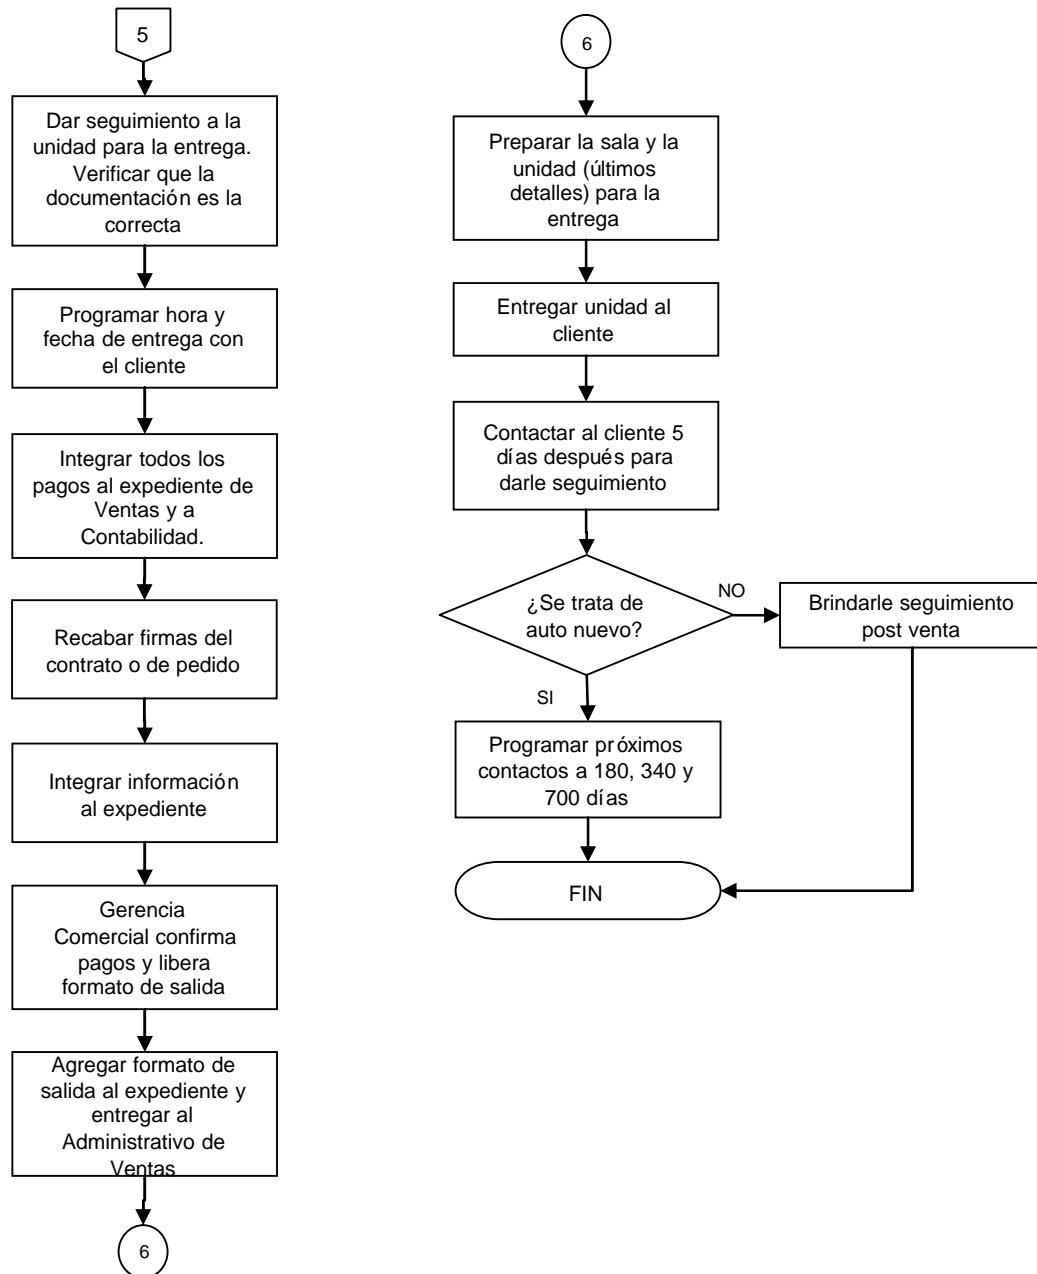 5
Dar seguimiento a la
unidad para la entrega.
Verificar que la
documentación es la
correcta
Programar hora y
fecha de entrega con
el cliente
Integrar todos los
pagos al expediente de
Ventas y a
Contabilidad.
Recabar firmas del
contrato o de pedido
Integrar información
al expediente
Gerencia
Comercial confirma
pagos y libera
formato de salida
Agregar formato de
salida al expediente y
entregar al
Administrativo de
Ventas
6
6
Preparar la sala y la
unidad (últimos
detalles) para la
entrega
Entregar unidad al
cliente
Contactar al cliente 5
días después para
darle seguimiento
¿Se trata de
auto nuevo?
NO
Brindarle seguimiento
post venta
SI
Programar próximos
contactos a 180, 340 y
700 días
FIN